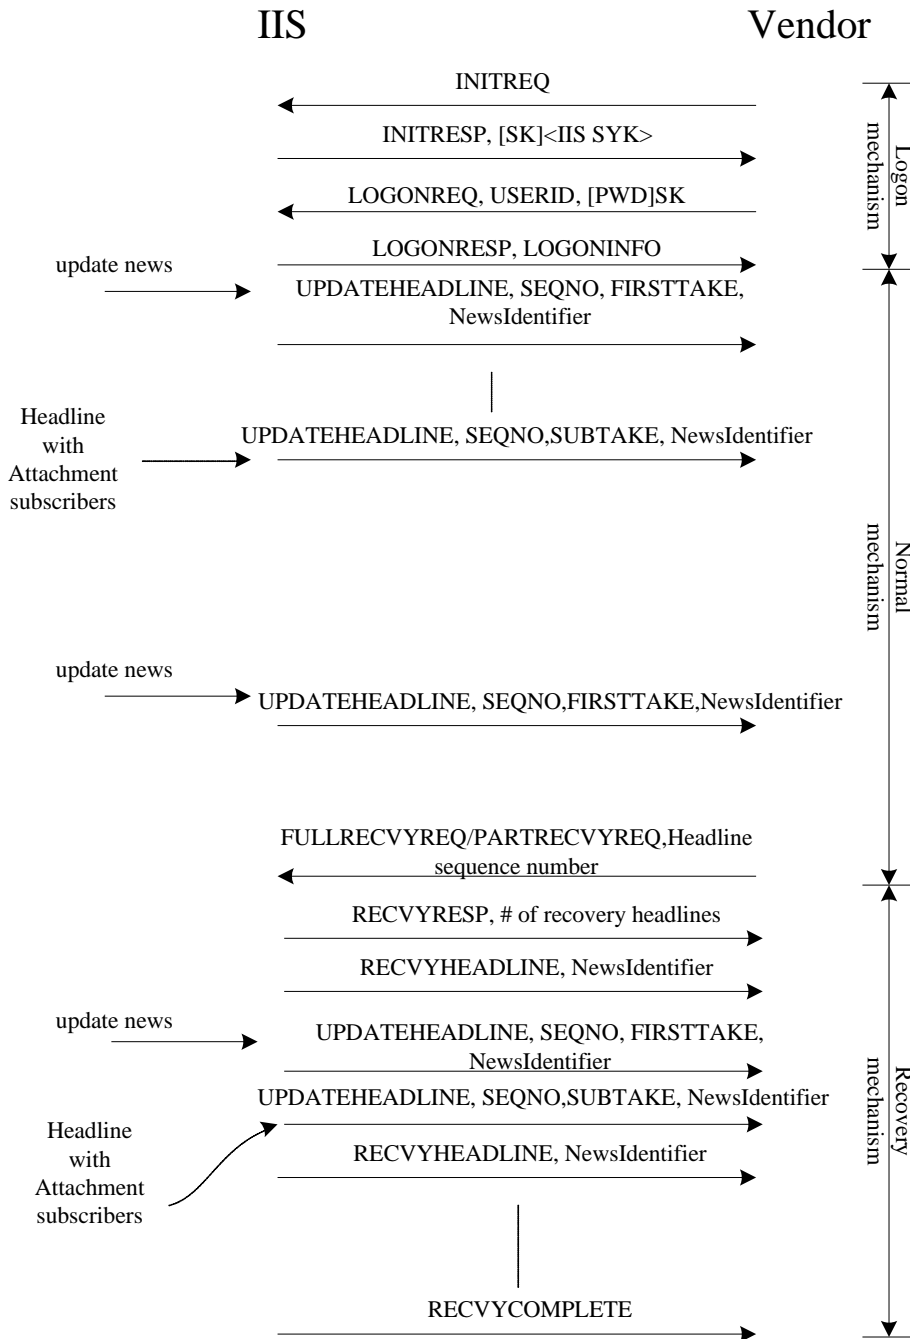 IIS
Vendor
INITREQ
INITRESP, [SK]<IIS SYK>
LOGONREQ, USERID, [PWD]SK
LOGONRESP, LOGONINFO
Logon
mechanism
update news
UPDATEHEADLINE, SEQNO, FIRSTTAKE,
NewsIdentifier
Headline
with
Attachment
subscribers
UPDATEHEADLINE, SEQNO,SUBTAKE, NewsIdentifier
Normal
mechanism
update news
UPDATEHEADLINE, SEQNO,FIRSTTAKE,NewsIdentifier
FULLRECVYREQ/PARTRECVYREQ,Headline
sequence number
RECVYRESP, # of recovery headlines
RECVYHEADLINE, NewsIdentifier
update news
UPDATEHEADLINE, SEQNO, FIRSTTAKE,
NewsIdentifier
UPDATEHEADLINE, SEQNO,SUBTAKE, NewsIdentifier
Recovery
mechanism
Headline
with
Attachment
subscribers
RECVYHEADLINE, NewsIdentifier
RECVYCOMPLETE